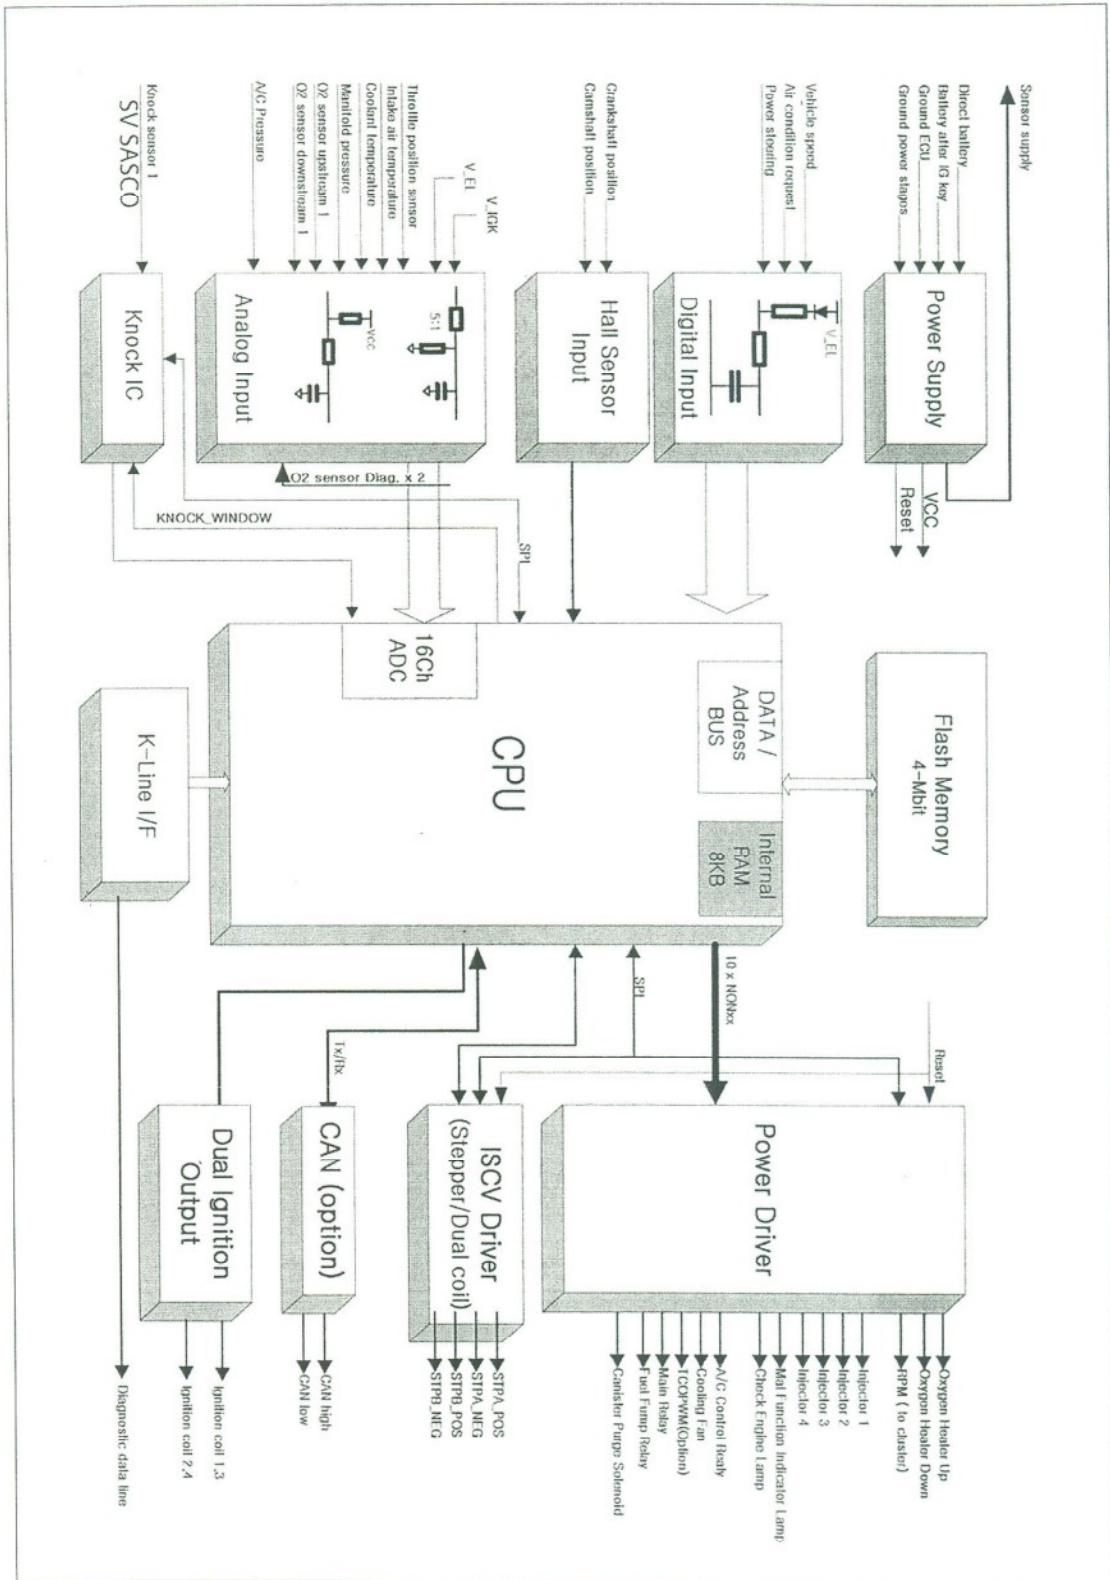 Sensor supply
Direct battery
Battery after IG key
Ground ECU
Ground power stages
Power Supply
VCC
Reset
Vehicle speed
Air condition request
Power steering
V_EL
Digital Input
Crankshaft position
Camshaft position
Hall Sensor
Input
V_IGK
V_EL
Throttle position sensor
Intake air temperature
Coolant temperature
Manifold pressure
O2 sensor upstream 1
O2 sensor downstream 1
A/C Pressure
5:1
VCC
Analog Input
O2 sensor Diag. x 2
Knock sensor 1
SV SASCO
Knock IC
KNOCK_WINDOW
SPI
Flash Memory
4-Mbit
DATA /
Address
BUS
Internal
RAM
8KB
16Ch
ADC
CPU
K-Line I/F
10 x NONxx
SPI
Reset
Tx/Rx
Power Driver
Oxygen Heater Up
Oxygen Heater Down
RPM ( to cluster)
Injector 1
Injector 2
Injector 3
Injector 4
Mal Function Indicator Lamp
Check Engine Lamp
A/C Control Realy
Cooling Fan
TCOPWM(Option)
Main Relay
Fuel Fump Relay
Canister Purge Solenoid
ISCV Driver
(Stepper/Dual coil)
STPA_POS
STPA_NEG
STPB_POS
STPB_NEG
CAN (option)
CAN high
CAN low
Dual Ignition
Output
Ignition coil 1,3
Ignition coil 2,4
Diagnostic data line